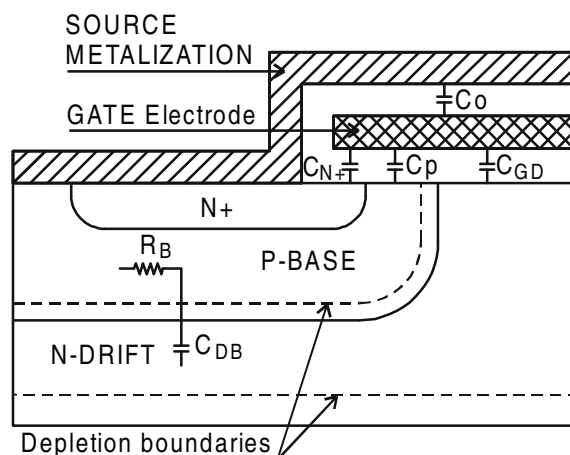 SOURCE
METALIZATION
GATE Electrode
Co
CN+
Cp
CGD
N+
RB
P-BASE
N-DRIFT
CDB
Depletion boundaries